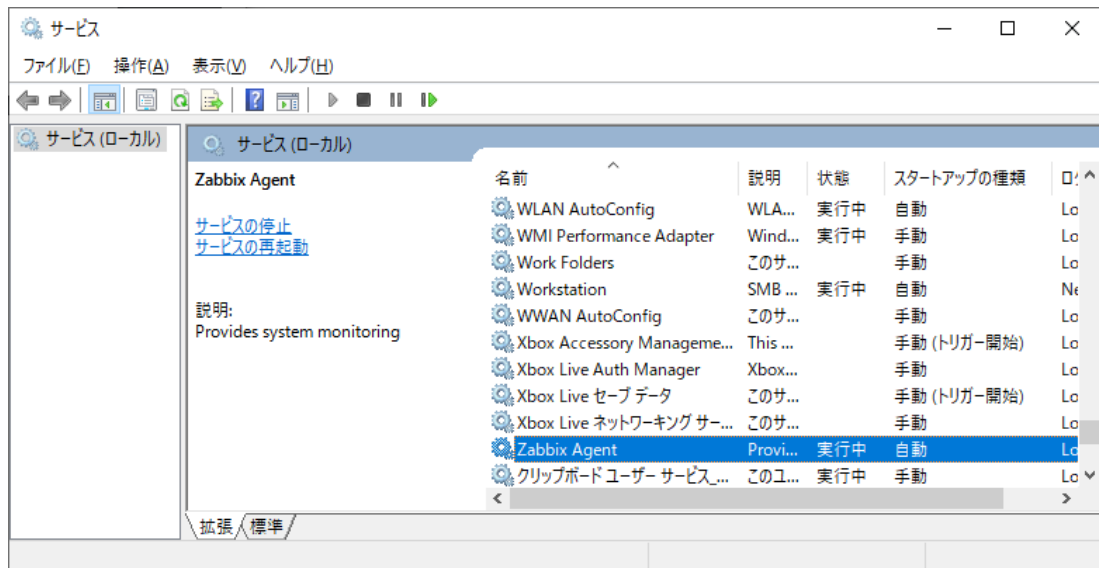 サービス
ファイル(F) 操作(A) 表示(V) ヘルプ(H)
サービス (ローカル)
サービス (ローカル)
Zabbix Agent
サービスの停止
サービスの再起動
説明:
Provides system monitoring
名前 説明 状態 スタートアップの種類 ログ
WLAN AutoConfig WLA... 実行中 自動 Lo
WMI Performance Adapter Wind... 実行中 手動 Lo
Work Folders このサ... 手動 Lo
Workstation SMB ... 実行中 自動 Ne
WWAN AutoConfig このサ... 手動 Lo
Xbox Accessory Manageme... This ... 手動 (トリガー開始) Lo
Xbox Live Auth Manager Xbox... 手動 Lo
Xbox Live セーブ データ このサ... 手動 (トリガー開始) Lo
Xbox Live ネットワーキング サー... このサ... 手動 Lo
Zabbix Agent Provi... 実行中 自動 Lo
クリップボード ユーザー サービス_... このユ... 実行中 手動 Lo
拡張 標準